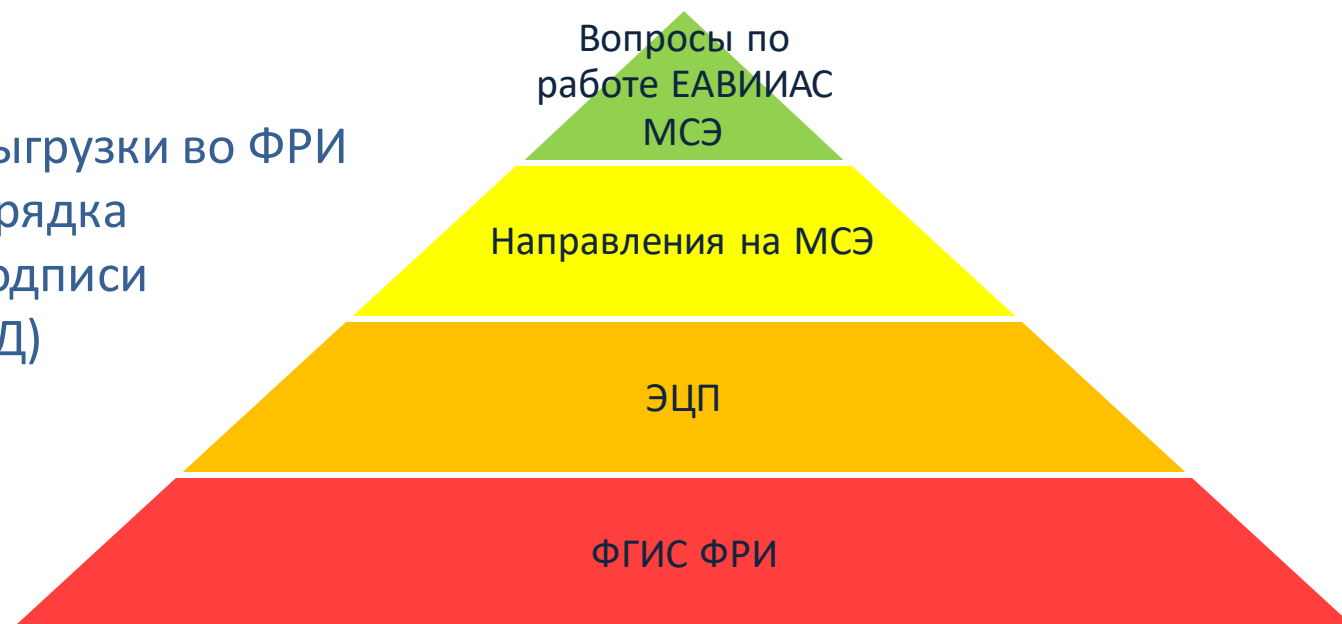 Вопросы по
работе ЕАВИИАС
МСЭ
ыгрузки во ФРИ
рядка
одписи
Д)
Направления на МСЭ
ЭЦП
ФГИС ФРИ